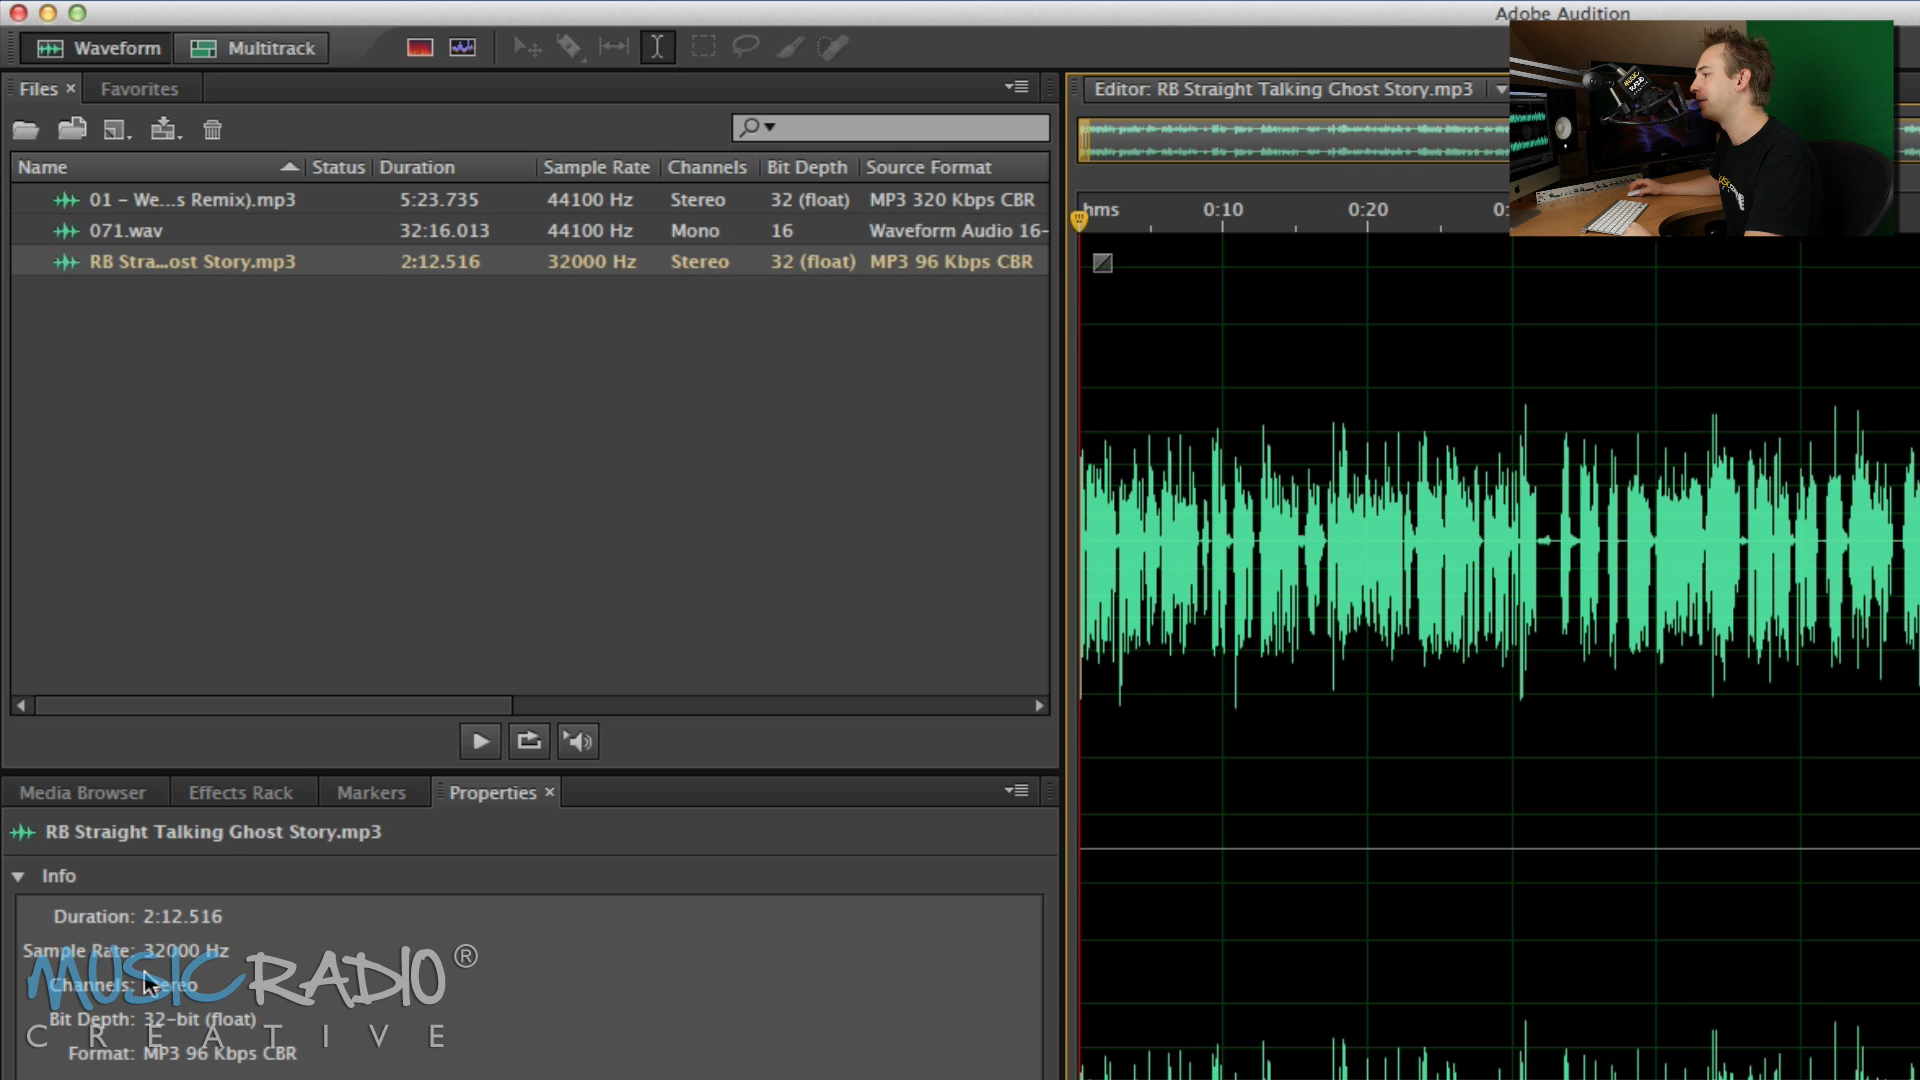 Adobe Audition
Waveform
Multitrack
Files ×
Favorites
Editor: RB Straight Talking Ghost Story.mp3
Name
Status
Duration
Sample Rate
Channels
Bit Depth
Source Format
01 - We...s Remix).mp3
5:23.735
44100 Hz
Stereo
32 (float)
MP3 320 Kbps CBR
071.wav
32:16.013
44100 Hz
Mono
16
Waveform Audio 16-
RB Stra...ost Story.mp3
2:12.516
32000 Hz
Stereo
32 (float)
MP3 96 Kbps CBR
hms
0:10
0:20
0:
Media Browser
Effects Rack
Markers
Properties ×
RB Straight Talking Ghost Story.mp3
Info
Duration: 2:12.516
Sample Rate: 32000 Hz
Channels: Stereo
Bit Depth: 32-bit (float)
Format: MP3 96 Kbps CBR
MUSIC RADIO ®
CREATIVE